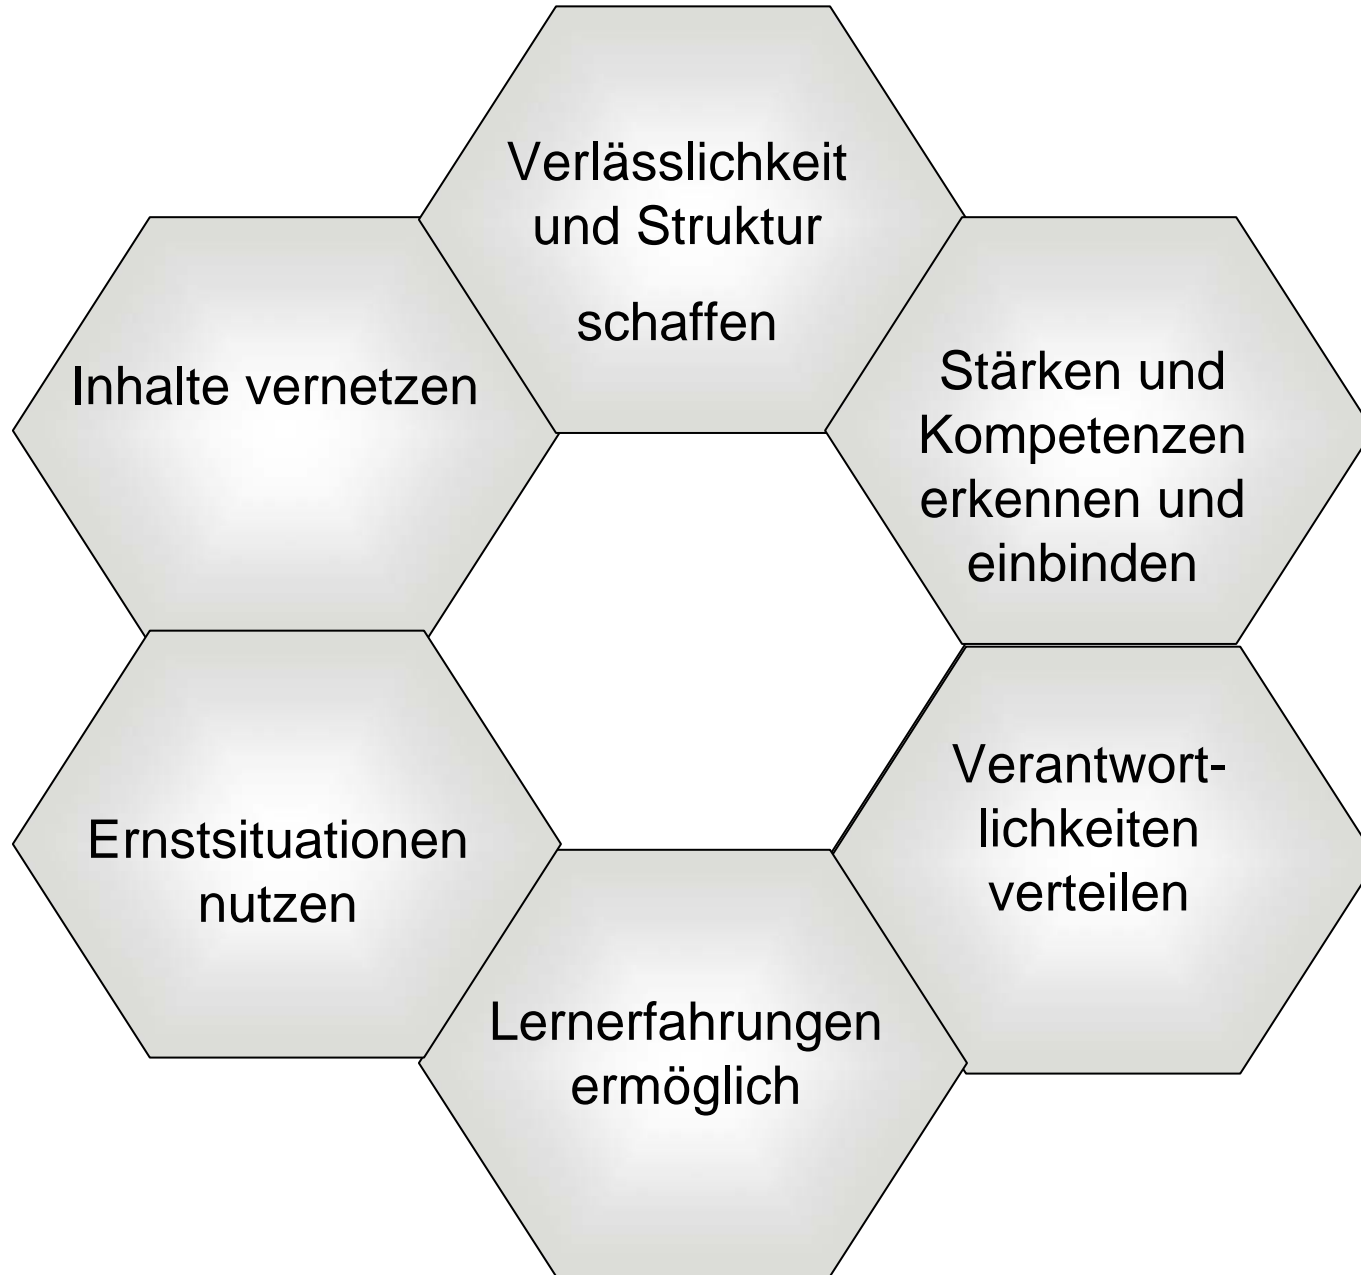 Verlässlichkeit
und Struktur
schaffen
Stärken und
Kompetenzen
erkennen und
einbinden
Verantwort-
lichkeiten
verteilen
Lernerfahrungen
ermöglich
Ernstsituationen
nutzen
Inhalte vernetzen